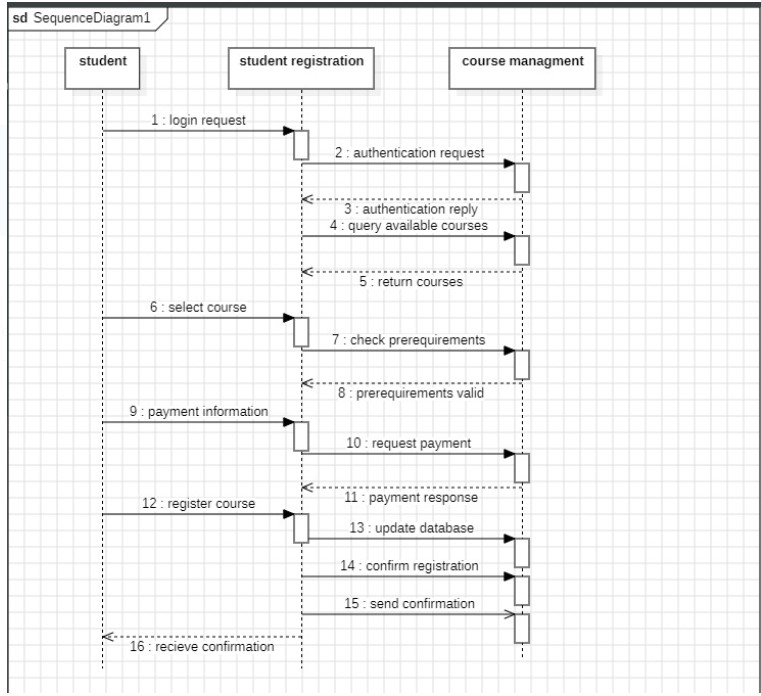 sd SequenceDiagram1
student
student registration
course managment
1 : login request
2 : authentication request
3 : authentication reply
4 : query available courses
5 : return courses
6 : select course
7 : check prerequirements
8 : prerequirements valid
9 : payment information
10 : request payment
11 : payment response
12 : register course
13 : update database
14 : confirm registration
15 : send confirmation
16 : recieve confirmation